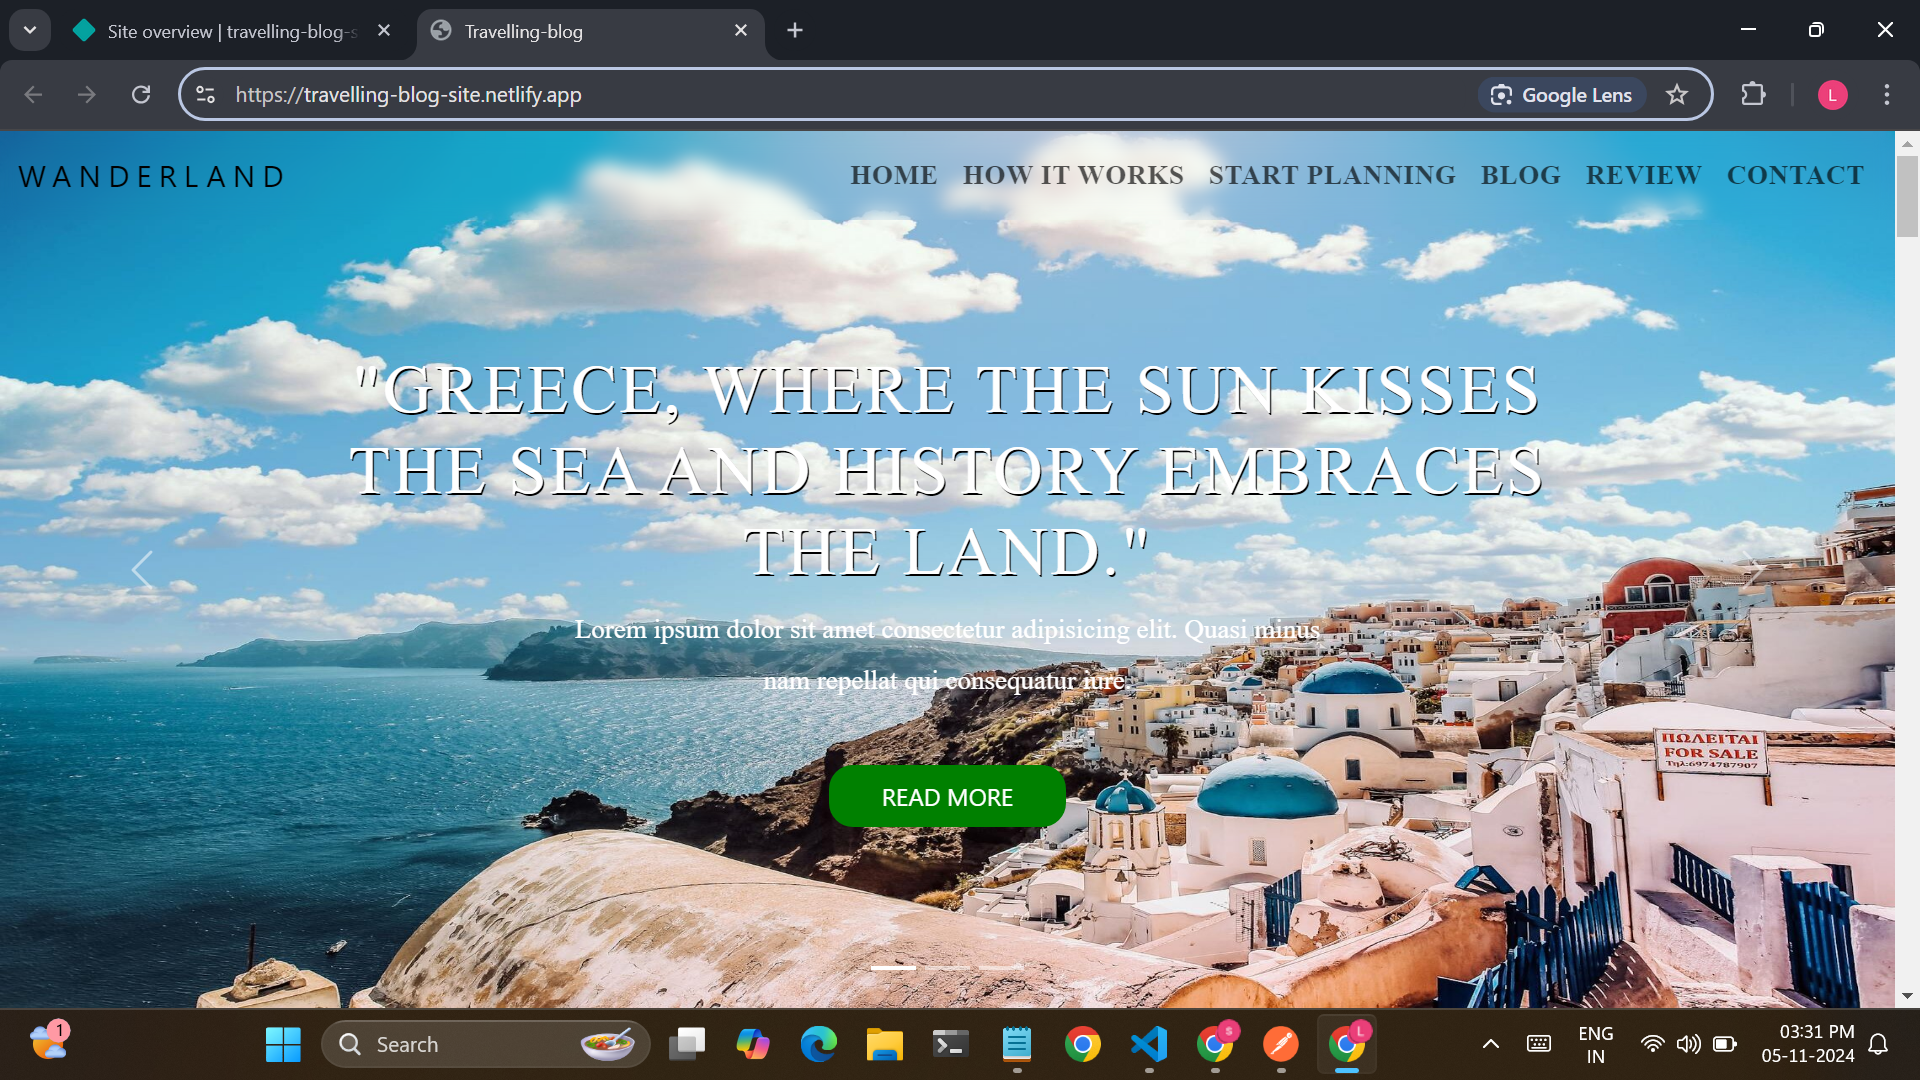 Site overview | travelling-blog-s
Travelling-blog
https://travelling-blog-site.netlify.app
Google Lens
L
WANDERLAND
HOME HOW IT WORKS START PLANNING BLOG REVIEW CONTACT
"GREECE, WHERE THE SUN KISSES
THE SEA AND HISTORY EMBRACES
THE LAND."
Lorem ipsum dolor sit amet consectetur adipisicing elit. Quasi minus
nam repellat qui consequatur iure.
READ MORE
ΠΩΛΕΙΤΑΙ
FOR SALE
Τηλ:6974787907
1
Search
S
L
ENG
IN
03:31 PM
05-11-2024